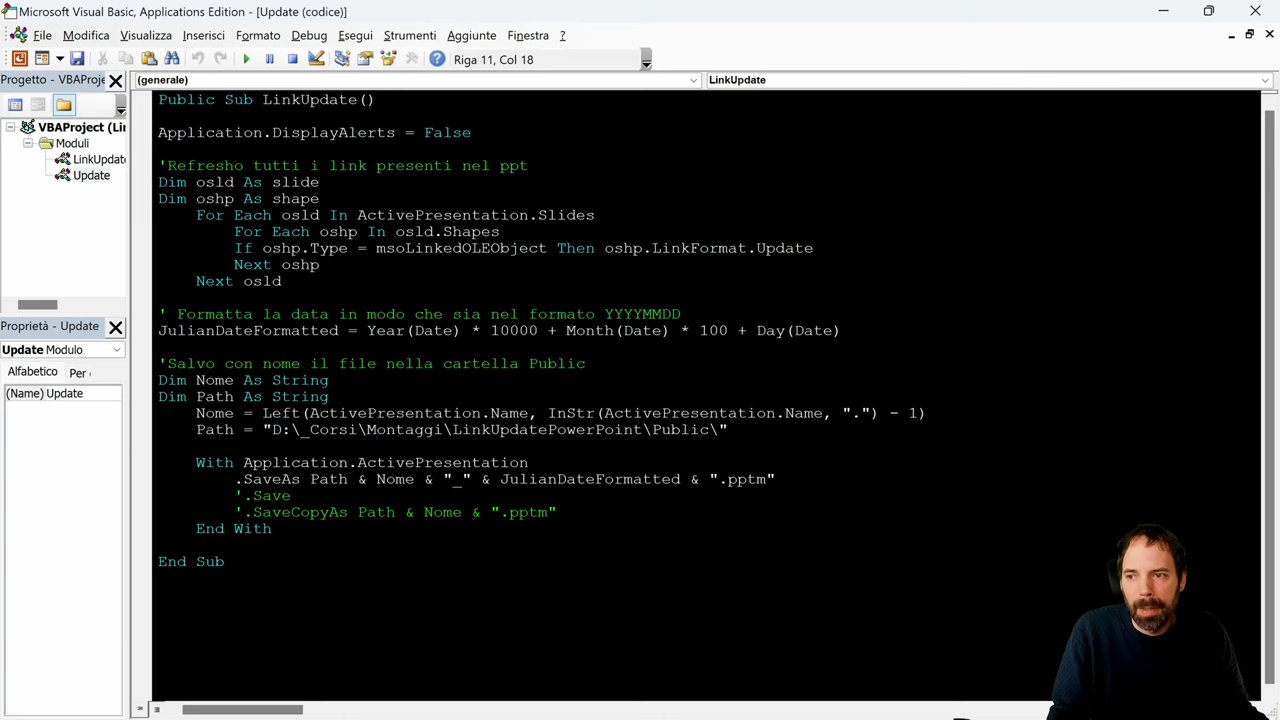 Microsoft Visual Basic, Applications Edition - [Update (codice)]
File Modifica Visualizza Inserisci Formato Debug Esegui Strumenti Aggiunte Finestra ?
Riga 11, Col 18
Progetto - VBAProje
(generale)
LinkUpdate
VBAProject (Li
Moduli
LinkUpdate
Update
Proprietà - Update
Update Modulo
Alfabetico Per
(Name) Update
Public Sub LinkUpdate()
Application.DisplayAlerts = False
'Refresho tutti i link presenti nel ppt
Dim osld As slide
Dim oshp As shape
For Each osld In ActivePresentation.Slides
For Each oshp In osld.Shapes
If oshp.Type = msoLinkedOLEObject Then oshp.LinkFormat.Update
Next oshp
Next osld
' Formatta la data in modo che sia nel formato YYYYMMDD
JulianDateFormatted = Year(Date) * 10000 + Month(Date) * 100 + Day(Date)
'Salvo con nome il file nella cartella Public
Dim Nome As String
Dim Path As String
Nome = Left(ActivePresentation.Name, InStr(ActivePresentation.Name, ".") - 1)
Path = "D:\_Corsi\Montaggi\LinkUpdatePowerPoint\Public\"
With Application.ActivePresentation
.SaveAs Path & Nome & "_" & JulianDateFormatted & ".pptm"
'.Save
'.SaveCopyAs Path & Nome & ".pptm"
End With
End Sub